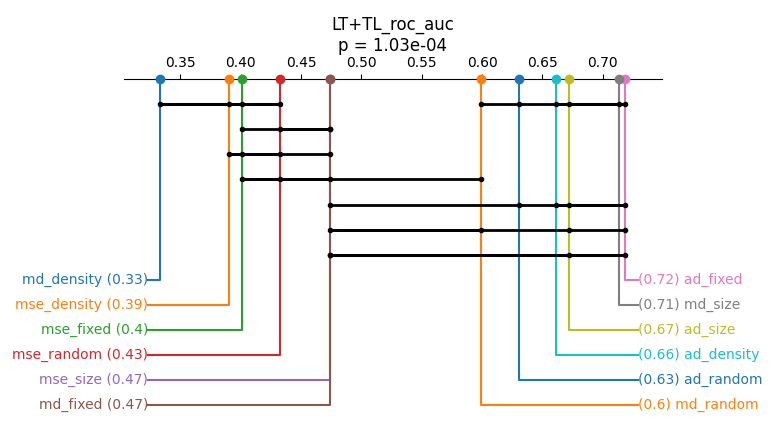 LT+TL_roc_auc
p = 1.03e-04
0.35 0.40 0.45 0.50 0.55 0.60 0.65 0.70
md_density (0.33) (0.72) ad_fixed
mse_density (0.39) (0.71) md_size
mse_fixed (0.4) (0.67) ad_size
mse_random (0.43) (0.66) ad_density
mse_size (0.47) (0.63) ad_random
md_fixed (0.47) (0.6) md_random